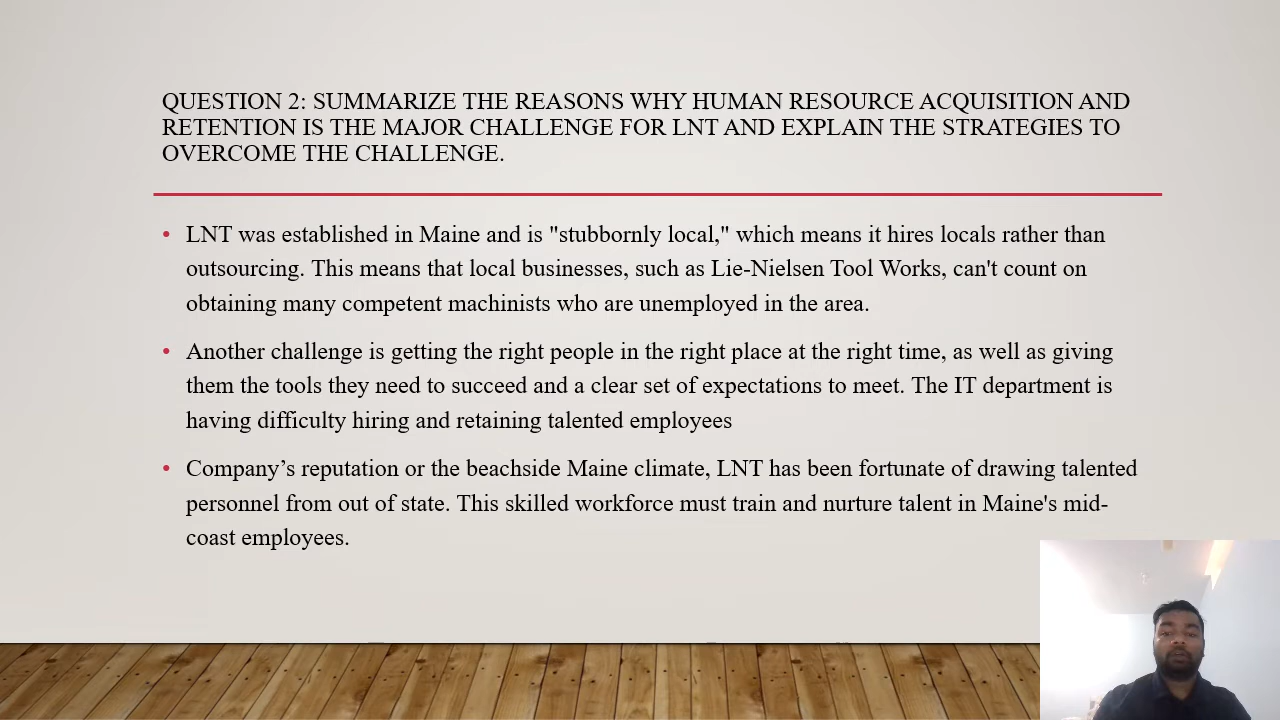 QUESTION 2: SUMMARIZE THE REASONS WHY HUMAN RESOURCE ACQUISITION AND
RETENTION IS THE MAJOR CHALLENGE FOR LNT AND EXPLAIN THE STRATEGIES TO
OVERCOME THE CHALLENGE.
• LNT was established in Maine and is "stubbornly local," which means it hires locals rather than
outsourcing. This means that local businesses, such as Lie-Nielsen Tool Works, can't count on
obtaining many competent machinists who are unemployed in the area.
• Another challenge is getting the right people in the right place at the right time, as well as giving
them the tools they need to succeed and a clear set of expectations to meet. The IT department is
having difficulty hiring and retaining talented employees
• Company’s reputation or the beachside Maine climate, LNT has been fortunate of drawing talented
personnel from out of state. This skilled workforce must train and nurture talent in Maine's mid-
coast employees.